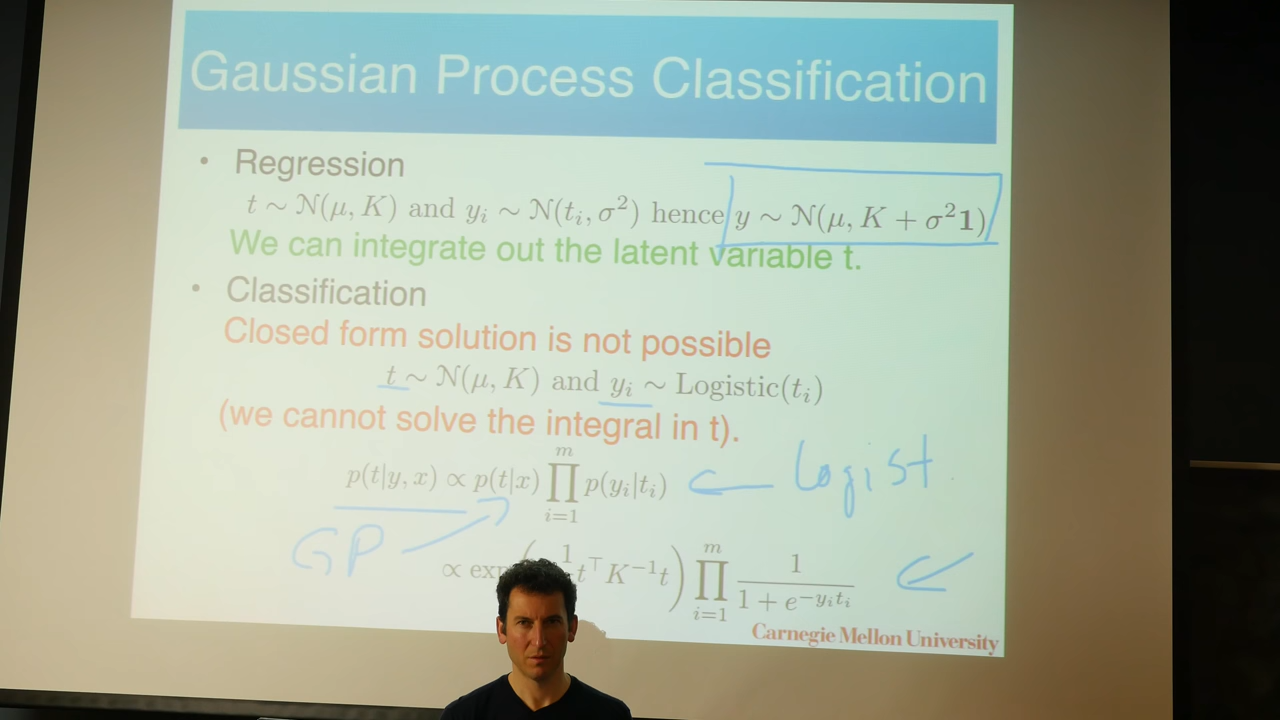 Gaussian Process Classification
• Regression
t ∼ N(μ, K) and yᵢ ∼ N(tᵢ, σ²) hence y ∼ N(μ, K + σ²1)
We can integrate out the latent variable t.
• Classification
Closed form solution is not possible
t ∼ N(μ, K) and yᵢ ∼ Logistic(tᵢ)
(we cannot solve the integral in t).
p(t|y, x) ∝ p(t|x) ∏ᵢ₌₁ᵐ p(yᵢ|tᵢ) ← Logist
GP
∝ exp( 1 t⊤K⁻¹t) ∏ᵢ₌₁ᵐ 1/(1 + e^(−yᵢtᵢ)) ←
Carnegie Mellon University